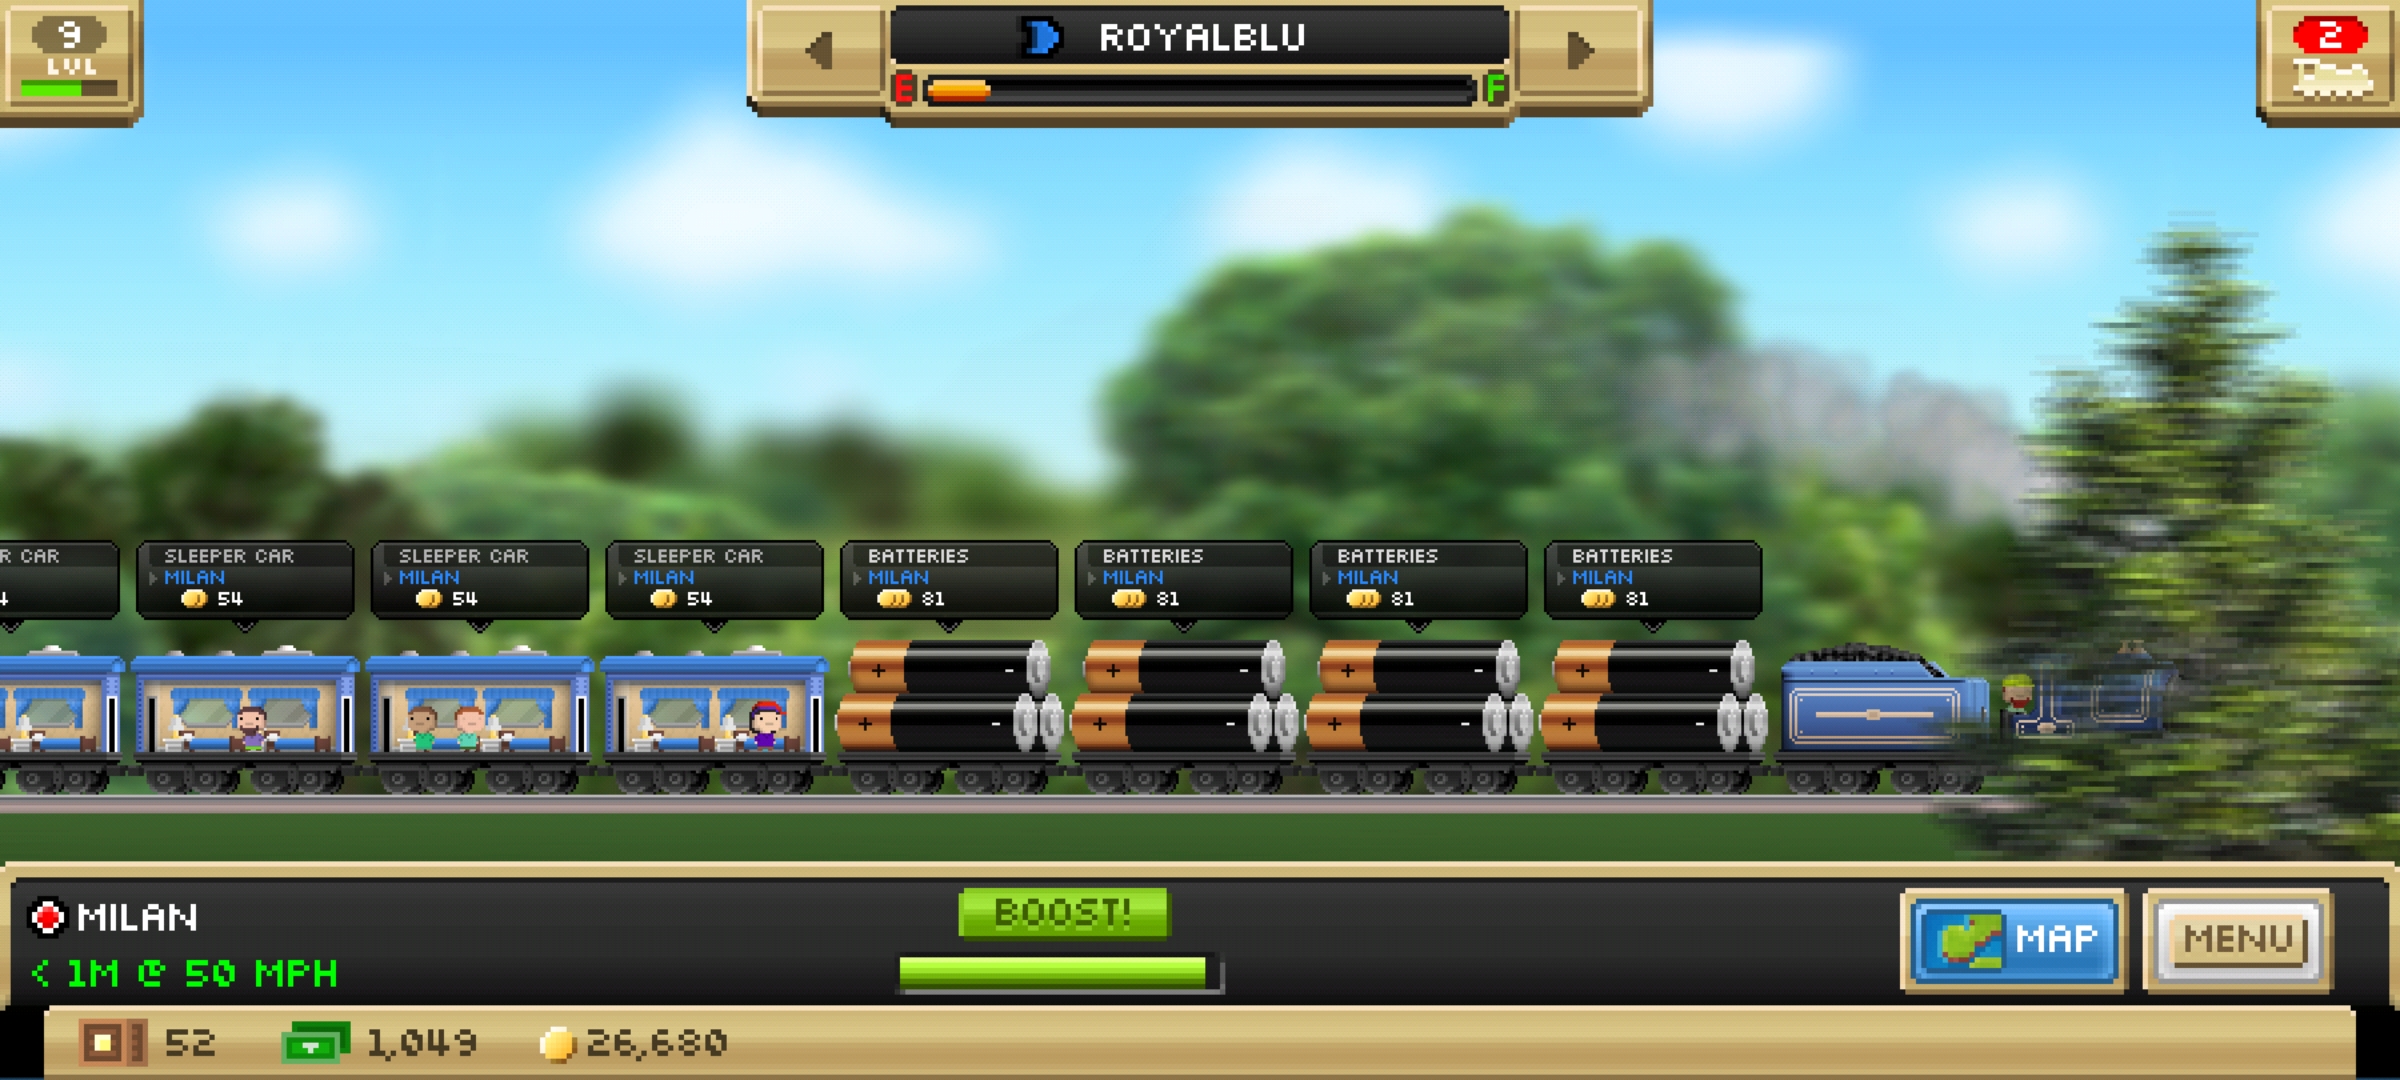 9
LVL
ROYALBLU
E F
2
R CAR
4
SLEEPER CAR
MILAN
54
SLEEPER CAR
MILAN
54
SLEEPER CAR
MILAN
54
BATTERIES
MILAN
81
BATTERIES
MILAN
81
BATTERIES
MILAN
81
BATTERIES
MILAN
81
+ -
+ -
+ -
+ -
+ -
+ -
+ -
+ -
MILAN
< 1M @ 50 MPH
BOOST!
MAP
MENU
52
1,049
26,680